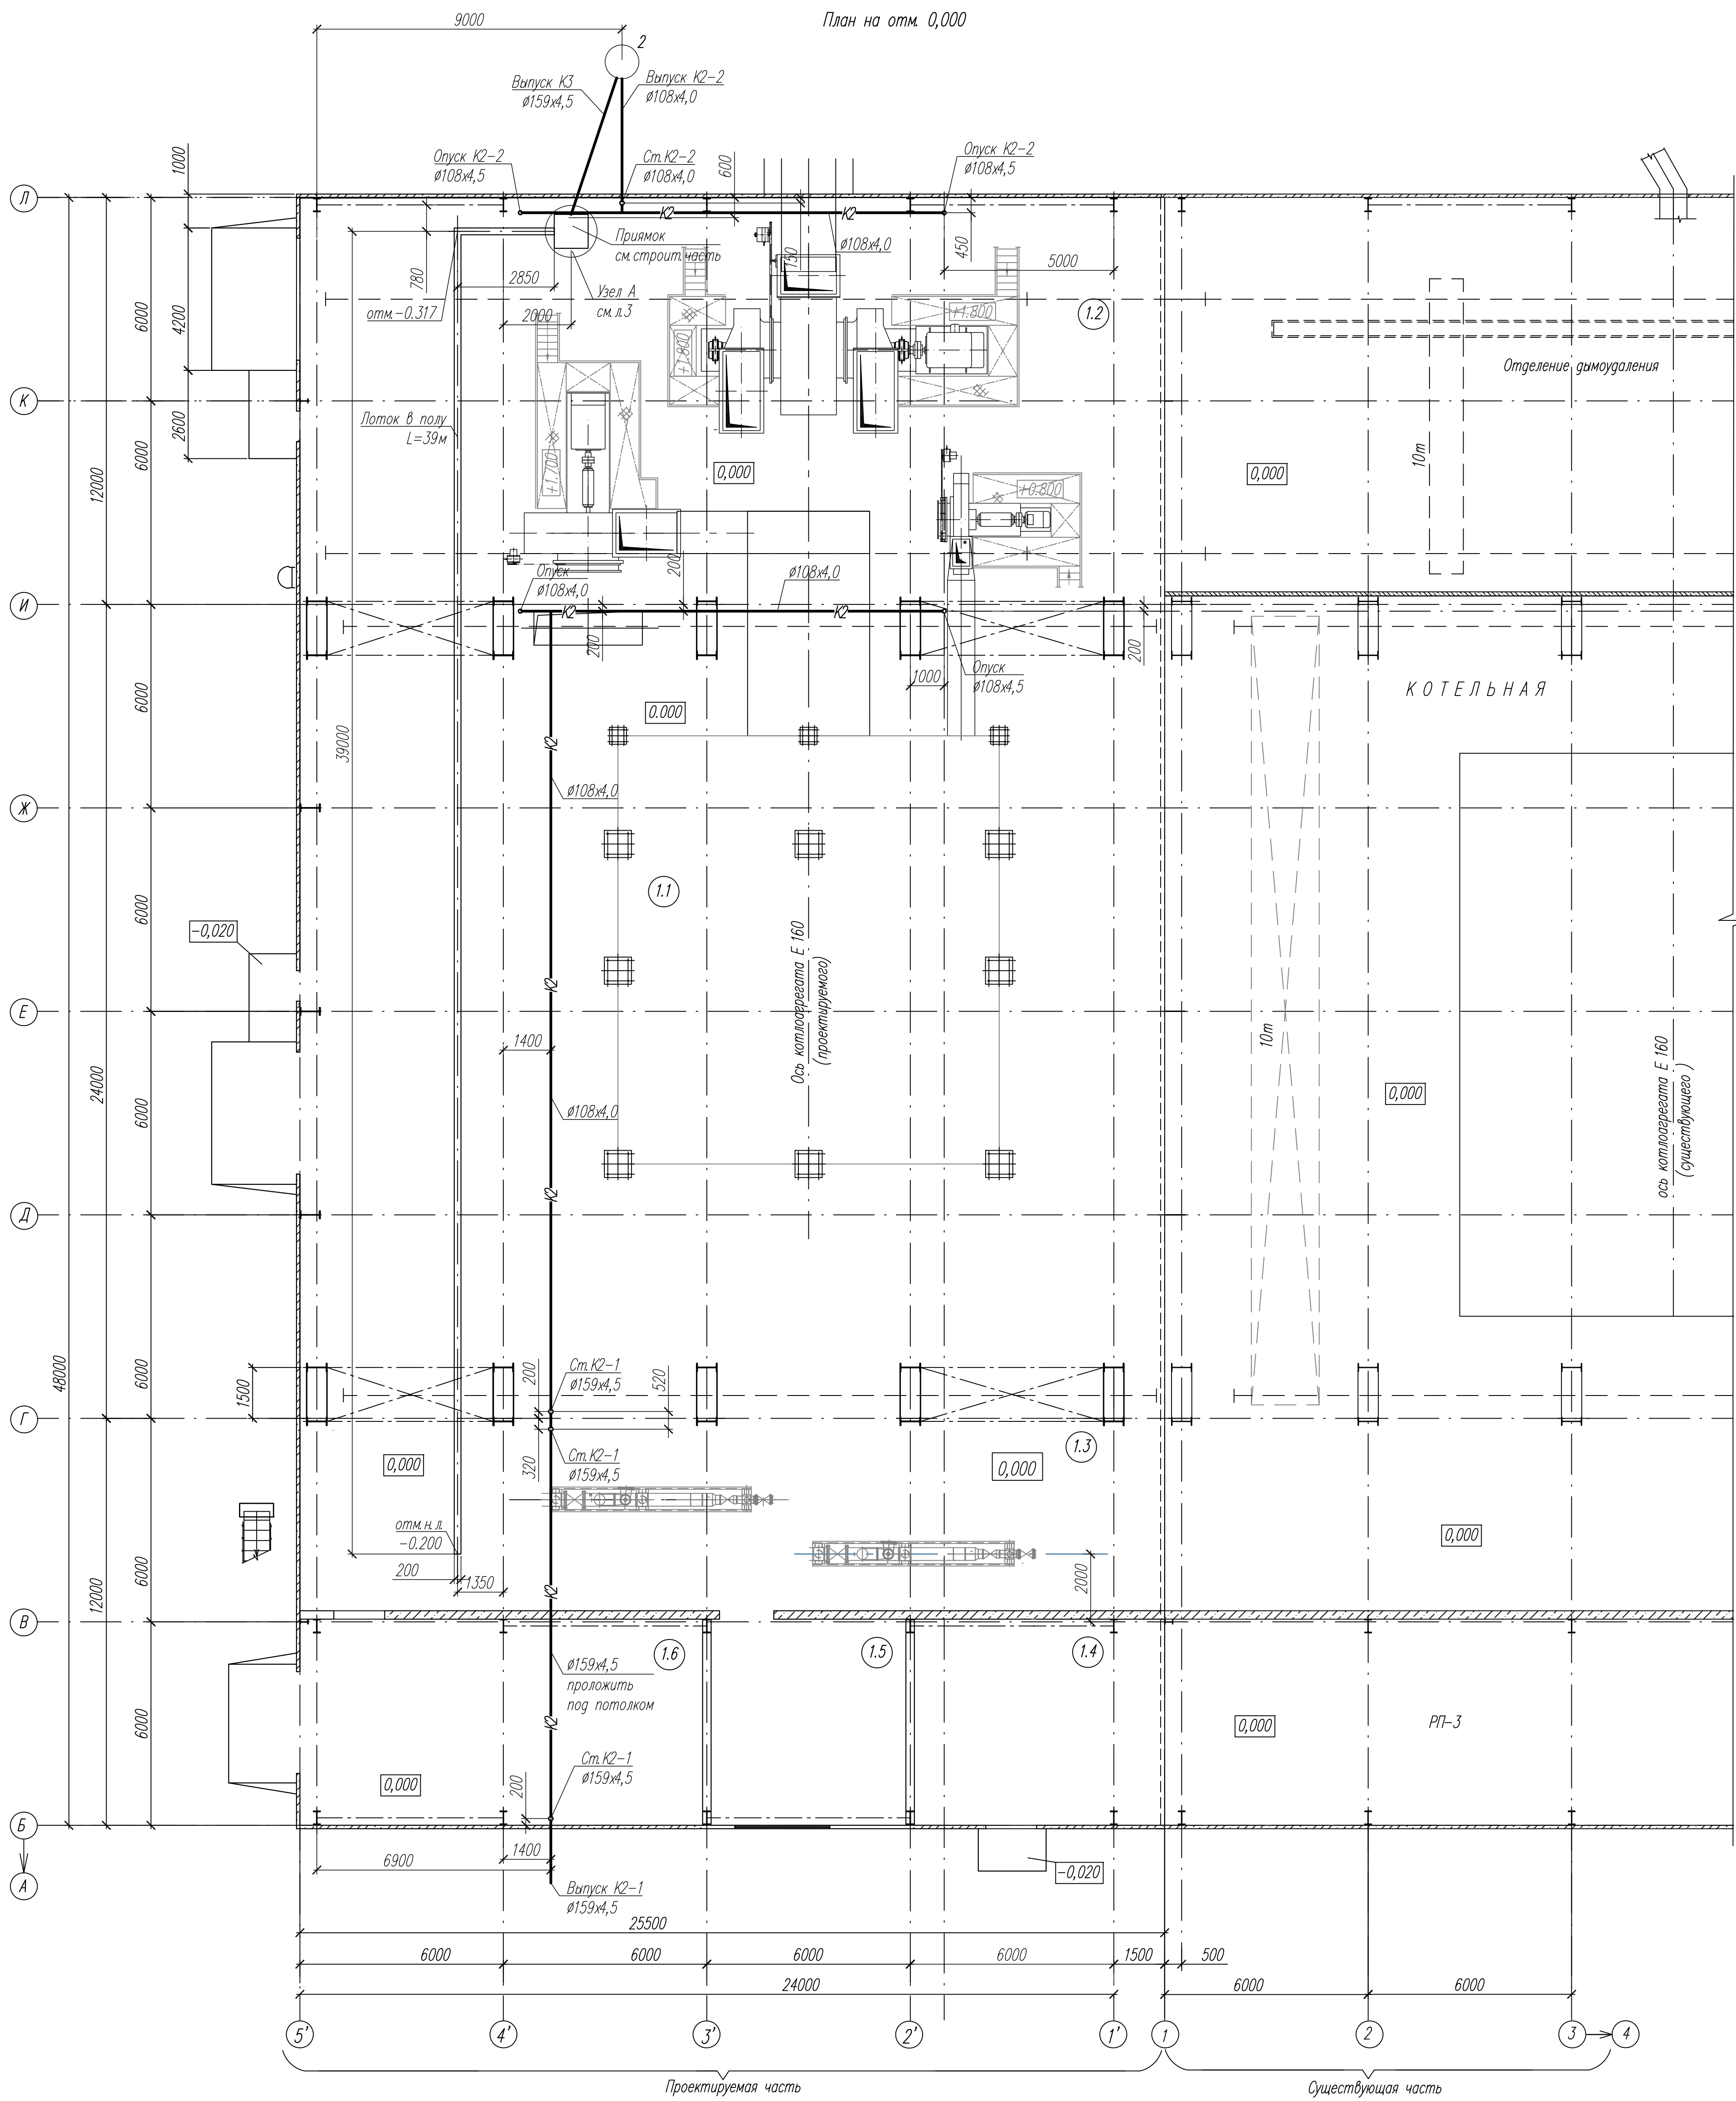 План на отм. 0,000
9000
2
Выпуск К3
ø159х4,5
Выпуск К2-2
ø108х4,0
1000
Опуск К2-2
ø108х4,5
Ст.К2-2
ø108х4,0
600
Опуск К2-2
ø108х4,5
Л
К2
К2
Приямок
см.строит.часть
ø108х4,0
150
450
5000
780
2850
Узел А
см.л.3
отм.-0.317
2000
6000
4200
+1.800
+1.800
1.2
Отделение дымоудаления
К
2600
Лоток в полу
L=39м
6000
12000
+1.700
0,000
+0.800
0,000
10т
Опуск
ø108х4,0
200
ø108х4,0
И
К2
К2
200
200
1000
Опуск
ø108х4,5
КОТЕЛЬНАЯ
6000
0.000
39000
К2
ø108х4,0
Ж
1.1
6000
-0,020
Ось котлоагрегата Е 160
(проектируемого)
К2
Е
1400
10т
24000
6000
ø108х4,0
0,000
ось котлоагрегата Е 160
(существующего )
К2
Д
48000
6000
1500
200
Ст.К2-1
ø159х4,5
520
Г
320
Ст.К2-1
ø159х4,5
0,000
1.3
0,000
отм.н.л.
-0.200
0,000
200
1350
6000
12000
К2
2000
В
1.6
1.5
1.4
ø159х4,5
проложить
под потолком
6000
К2
0,000
РП-3
0,000
200
Ст.К2-1
ø159х4,5
Б
1400
6900
-0,020
А
Выпуск К2-1
ø159х4,5
25500
6000
6000
6000
6000
1500
500
24000
6000
6000
5'
4'
3'
2'
1'
1
2
3
4
Проектируемая часть
Существующая часть